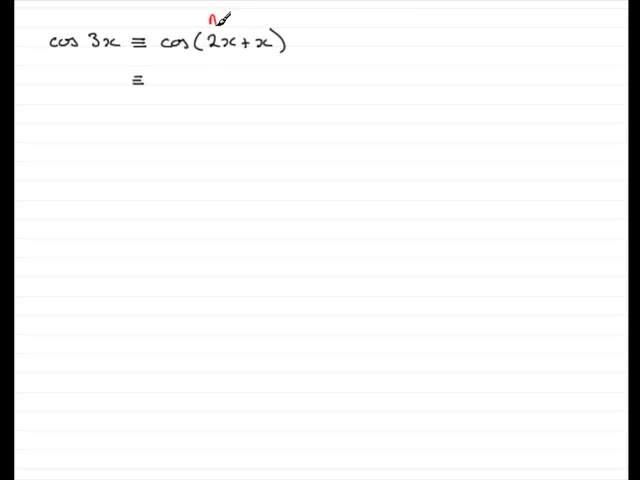 cos 3x ≡ cos(2x+x)
≡